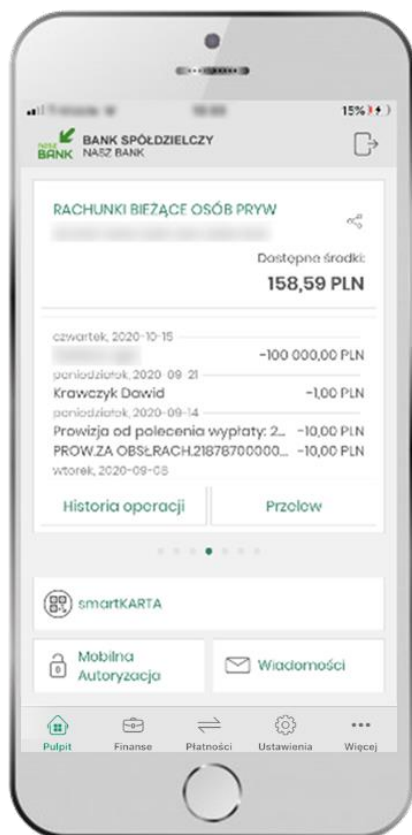 15%
NASZ
BANK
BANK SPÓŁDZIELCZY
NASZ BANK
RACHUNKI BIEŻĄCE OSÓB PRYW
Dostępne środki:
158,59 PLN
czwartek, 2020-10-15
-100 000,00 PLN
poniedziałek, 2020-09-21
Krawczyk Dawid -1,00 PLN
poniedziałek, 2020-09-14
Prowizja od polecenia wypłaty: 2... -10,00 PLN
PROW.ZA OBSŁ.RACH.21878700000... -10,00 PLN
wtorek, 2020-09-08
Historia operacji Przelew
smartKARTA
Mobilna
Autoryzacja
Wiadomości
Pulpit Finanse Płatności Ustawienia Więcej